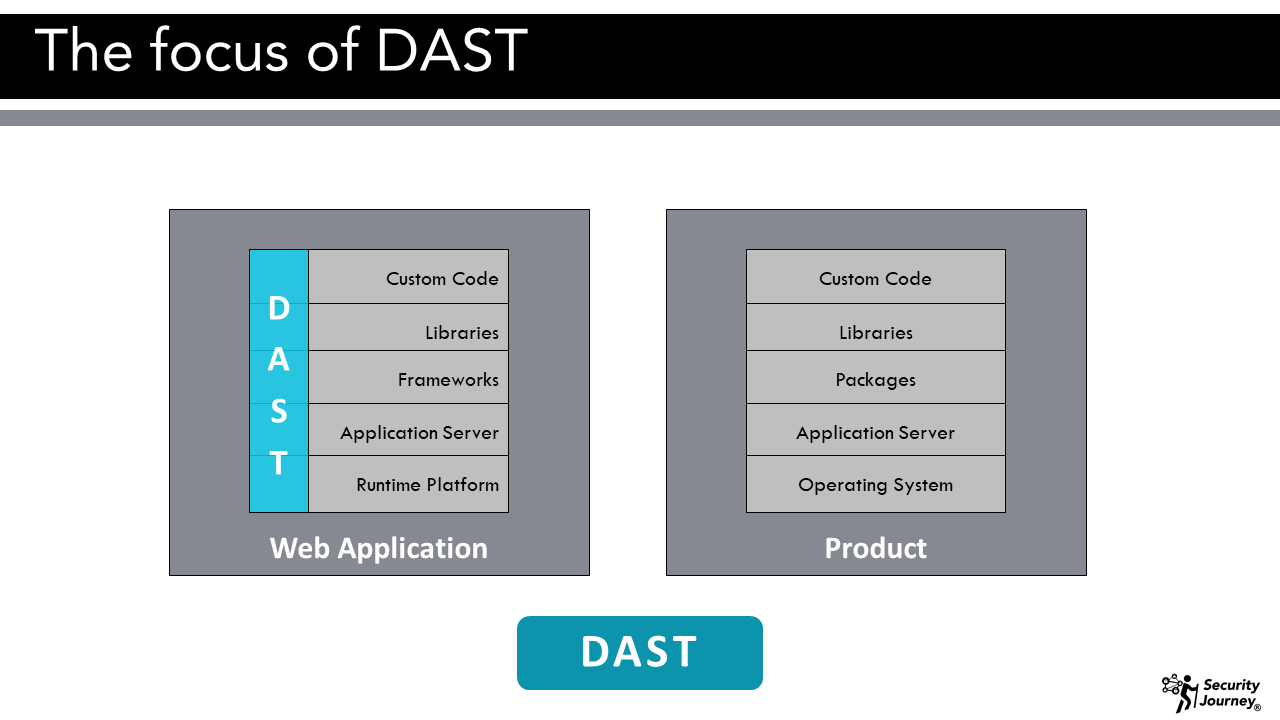 The focus of DAST
D
A
S
T
Custom Code
Libraries
Frameworks
Application Server
Runtime Platform
Web Application
Custom Code
Libraries
Packages
Application Server
Operating System
Product
DAST
Security
Journey®